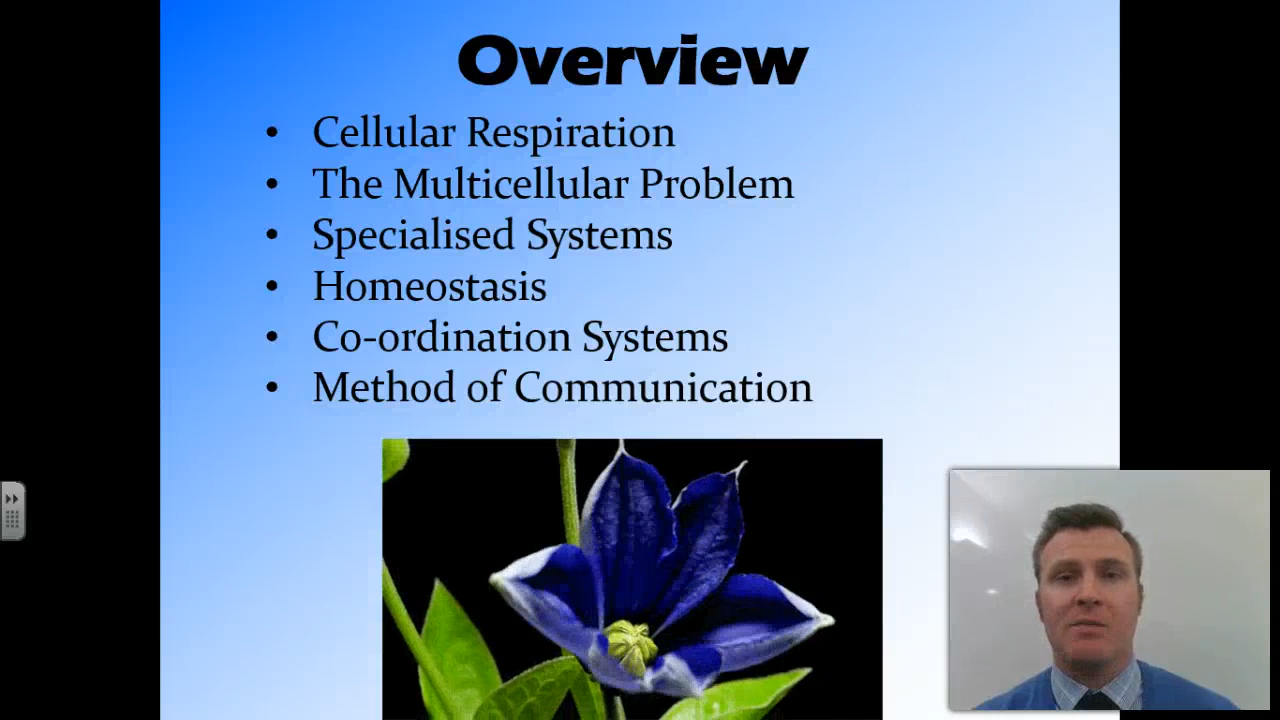 Overview
• Cellular Respiration
• The Multicellular Problem
• Specialised Systems
• Homeostasis
• Co-ordination Systems
• Method of Communication